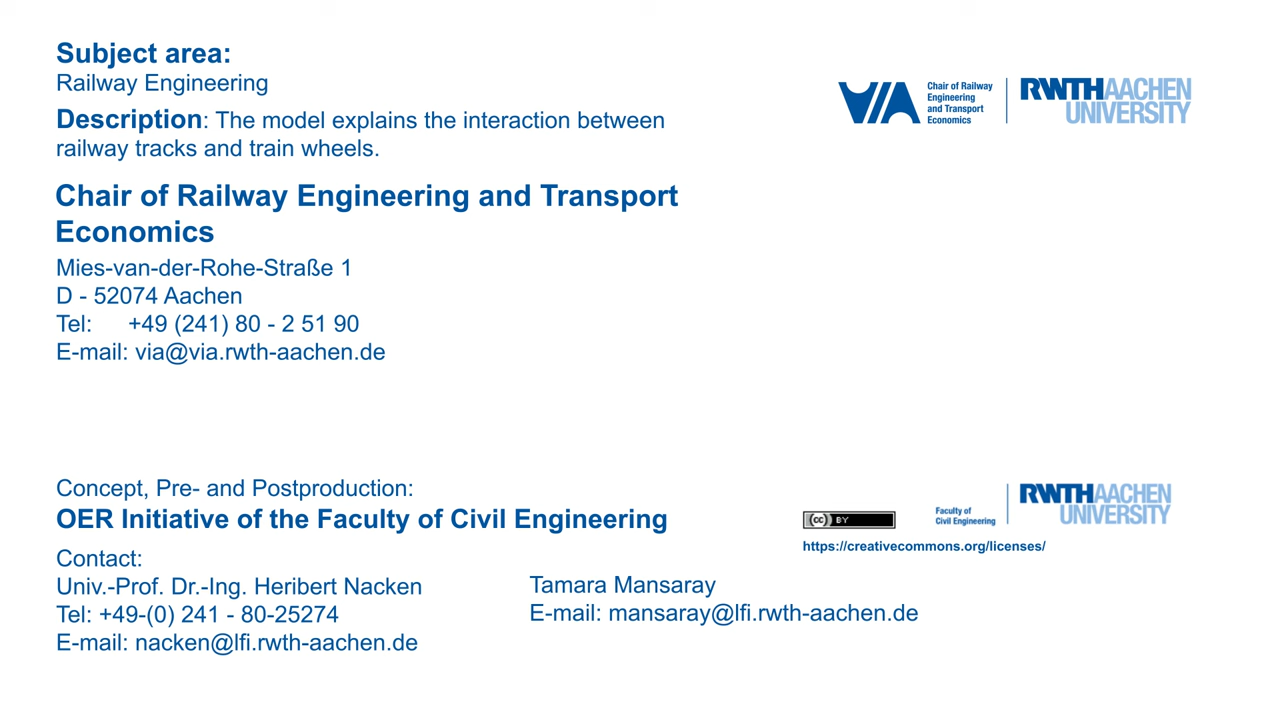 Subject area:
Railway Engineering
Description: The model explains the interaction between
railway tracks and train wheels.
Chair of Railway Engineering and Transport
Economics
Mies-van-der-Rohe-Straße 1
D - 52074 Aachen
Tel: +49 (241) 80 - 2 51 90
E-mail: via@via.rwth-aachen.de
VIA
Chair of Railway
Engineering
and Transport
Economics
RWTHAACHEN
UNIVERSITY
Concept, Pre- and Postproduction:
OER Initiative of the Faculty of Civil Engineering
Contact:
Univ.-Prof. Dr.-Ing. Heribert Nacken
Tel: +49-(0) 241 - 80-25274
E-mail: nacken@lfi.rwth-aachen.de
Tamara Mansaray
E-mail: mansaray@lfi.rwth-aachen.de
cc BY
https://creativecommons.org/licenses/
Faculty of
Civil Engineering
RWTHAACHEN
UNIVERSITY